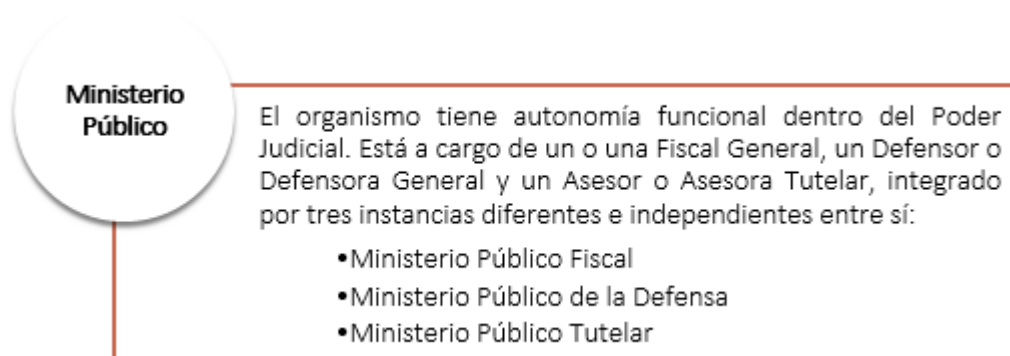 Ministerio
Público
El organismo tiene autonomía funcional dentro del Poder
Judicial. Está a cargo de un o una Fiscal General, un Defensor o
Defensora General y un Asesor o Asesora Tutelar, integrado
por tres instancias diferentes e independientes entre sí:
•Ministerio Público Fiscal
•Ministerio Público de la Defensa
•Ministerio Público Tutelar